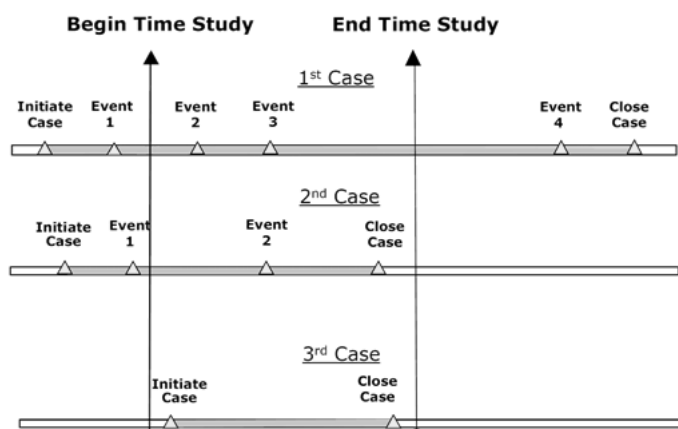 Begin Time Study
End Time Study
1st Case
Initiate
Case
Event
1
Event
2
Event
3
Event
4
Close
Case
2nd Case
Initiate
Case
Event
1
Event
2
Close
Case
3rd Case
Initiate
Case
Close
Case